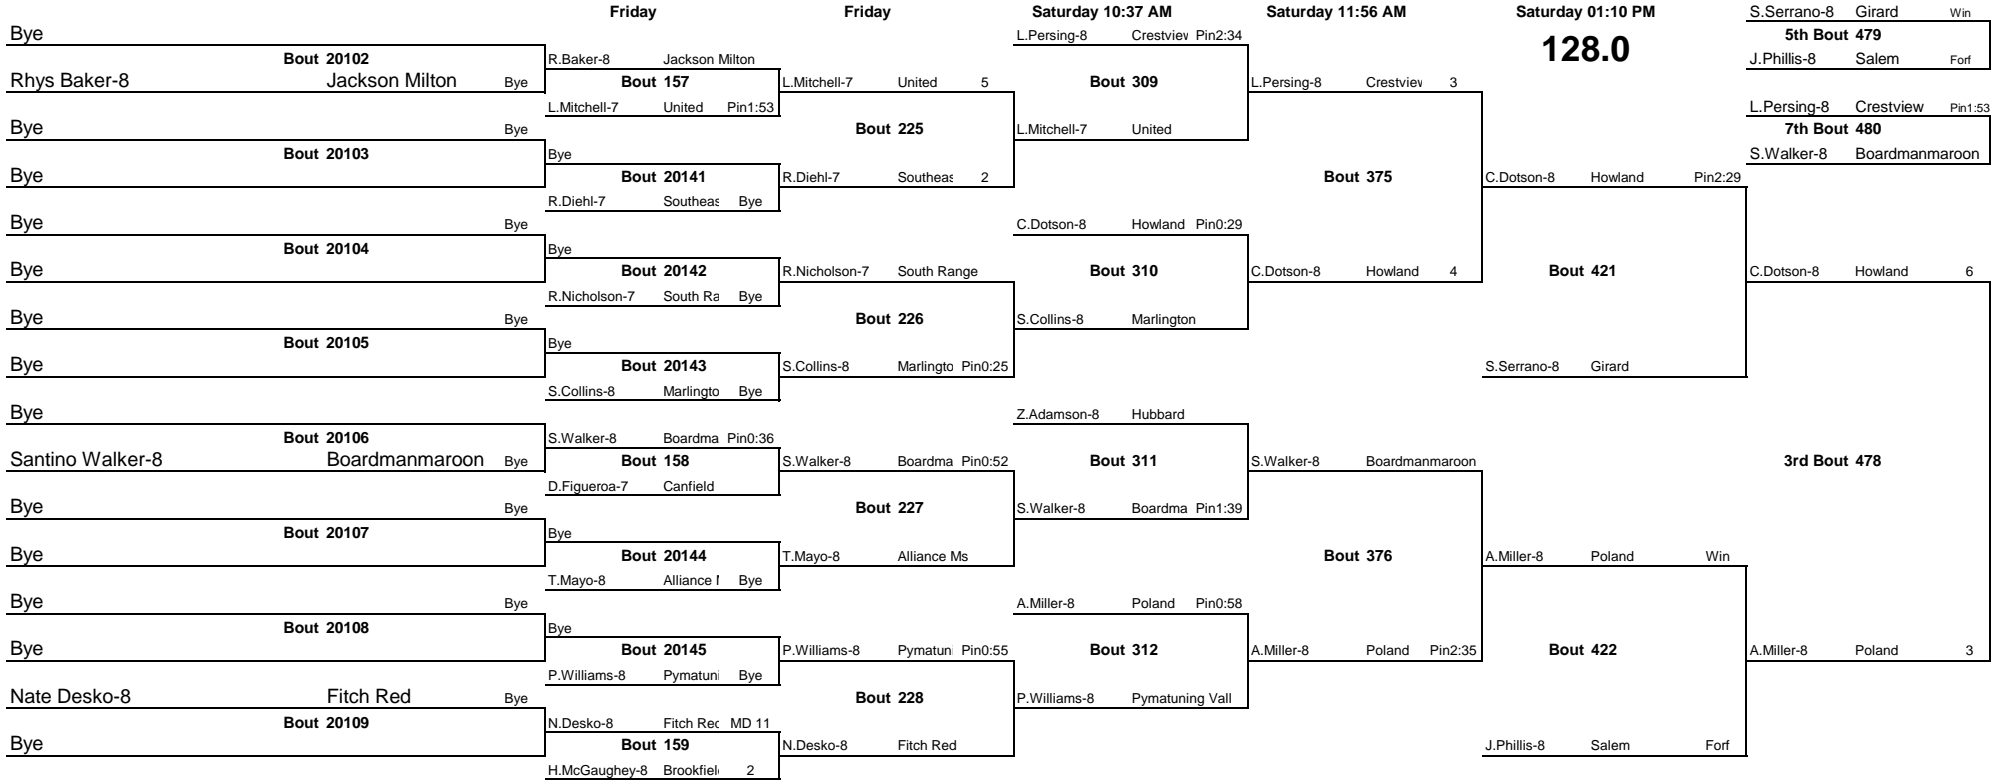 Friday Friday Saturday 10:37 AM Saturday 11:56 AM Saturday 01:10 PM
128.0
Bye
Bout 20102
Rhys Baker-8 Jackson Milton Bye
Bye Bye
Bout 20103
Bye
Bye Bye
Bout 20104
Bye
Bye Bye
Bout 20105
Bye
Bye
Bout 20106
Santino Walker-8 Boardmanmaroon Bye
Bye Bye
Bout 20107
Bye
Bye Bye
Bout 20108
Bye
Nate Desko-8 Fitch Red Bye
Bout 20109
Bye
R.Baker-8 Jackson Milton
Bout 157
L.Mitchell-7 United Pin1:53
Bye
Bout 20141
R.Diehl-7 Southeas Bye
Bye
Bout 20142
R.Nicholson-7 South Ra Bye
Bye
Bout 20143
S.Collins-8 Marlingto Bye
S.Walker-8 Boardma Pin0:36
Bout 158
D.Figueroa-7 Canfield
Bye
Bout 20144
T.Mayo-8 Alliance Bye
Bye
Bout 20145
P.Williams-8 Pymatuni Bye
N.Desko-8 Fitch Rec MD 11
Bout 159
H.McGaughey-8 Brookfiel 2
L.Mitchell-7 United 5
Bout 225
R.Diehl-7 Southeas 2
R.Nicholson-7 South Range
Bout 226
S.Collins-8 Marlingto Pin0:25
S.Walker-8 Boardma Pin0:52
Bout 227
T.Mayo-8 Alliance Ms
P.Williams-8 Pymatuni Pin0:55
Bout 228
N.Desko-8 Fitch Red
L.Persing-8 Crestview Pin2:34
Bout 309
L.Mitchell-7 United
C.Dotson-8 Howland Pin0:29
Bout 310
S.Collins-8 Marlington
Z.Adamson-8 Hubbard
Bout 311
S.Walker-8 Boardma Pin1:39
A.Miller-8 Poland Pin0:58
Bout 312
P.Williams-8 Pymatuning Vall
L.Persing-8 Crestview 3
Bout 375
C.Dotson-8 Howland 4
S.Walker-8 Boardmanmaroon
Bout 376
A.Miller-8 Poland Pin2:35
C.Dotson-8 Howland Pin2:29
Bout 421
S.Serrano-8 Girard
A.Miller-8 Poland Win
Bout 422
J.Phillis-8 Salem Forf
S.Serrano-8 Girard Win
5th Bout 479
J.Phillis-8 Salem Forf
L.Persing-8 Crestview Pin1:53
7th Bout 480
S.Walker-8 Boardmanmaroon
C.Dotson-8 Howland 6
3rd Bout 478
A.Miller-8 Poland 3